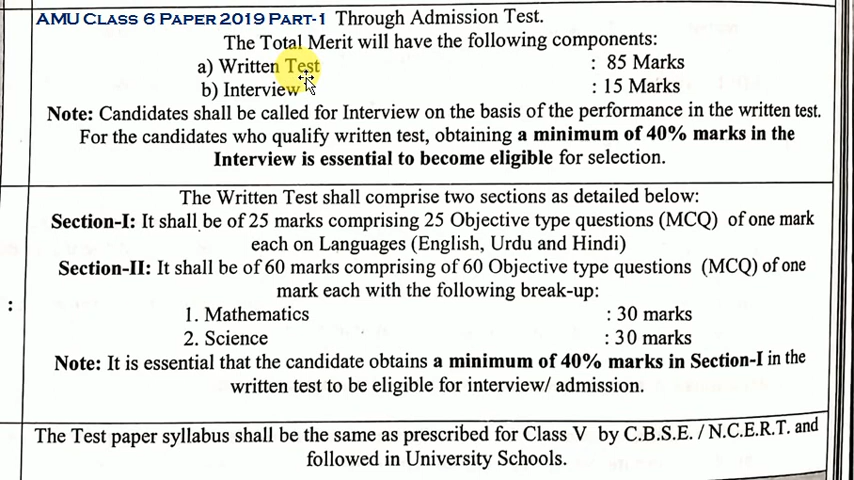 AMU CLASS 6 PAPER 2019 PART-1 Through Admission Test.
The Total Merit will have the following components:
a) Written Test : 85 Marks
b) Interview : 15 Marks
Note: Candidates shall be called for Interview on the basis of the performance in the written test.
For the candidates who qualify written test, obtaining a minimum of 40% marks in the
Interview is essential to become eligible for selection.
The Written Test shall comprise two sections as detailed below:
Section-I: It shall be of 25 marks comprising 25 Objective type questions (MCQ) of one mark
each on Languages (English, Urdu and Hindi)
Section-II: It shall be of 60 marks comprising of 60 Objective type questions (MCQ) of one
mark each with the following break-up:
:
1. Mathematics : 30 marks
2. Science : 30 marks
Note: It is essential that the candidate obtains a minimum of 40% marks in Section-I in the
written test to be eligible for interview/ admission.
The Test paper syllabus shall be the same as prescribed for Class V by C.B.S.E. / N.C.E.R.T. and
followed in University Schools.